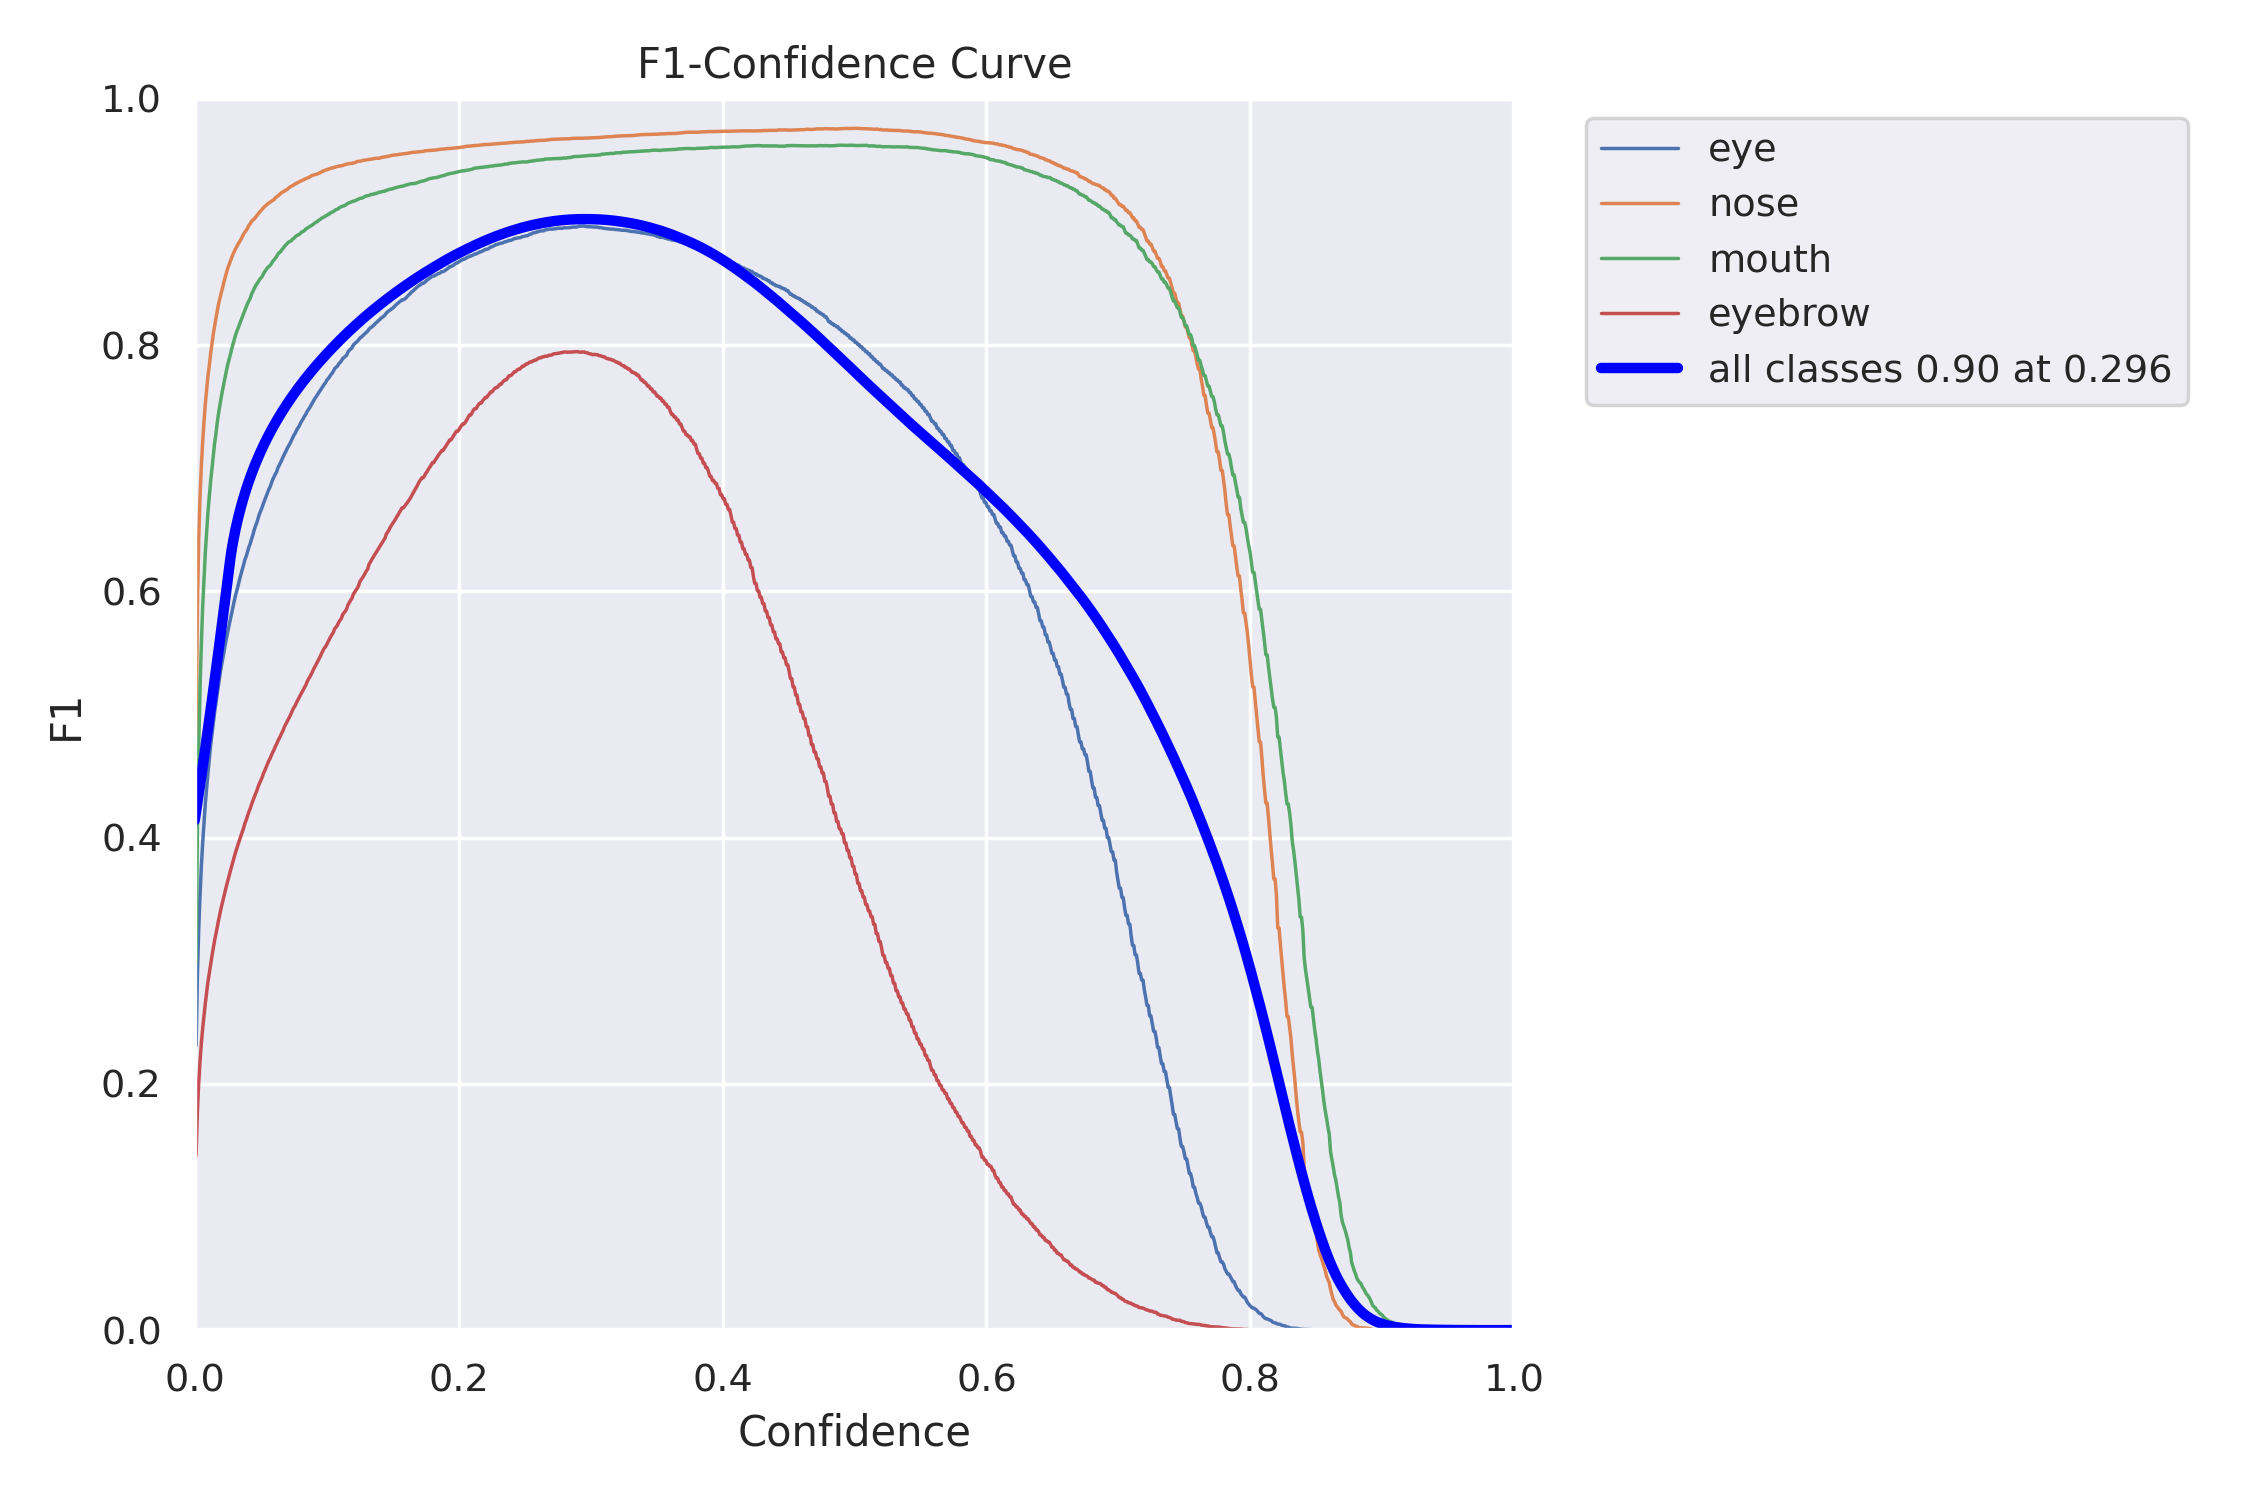 F1-Confidence Curve
1.0
0.8
0.6
0.4
0.2
0.0
F1
0.0 0.2 0.4 0.6 0.8 1.0
Confidence
eye
nose
mouth
eyebrow
all classes 0.90 at 0.296